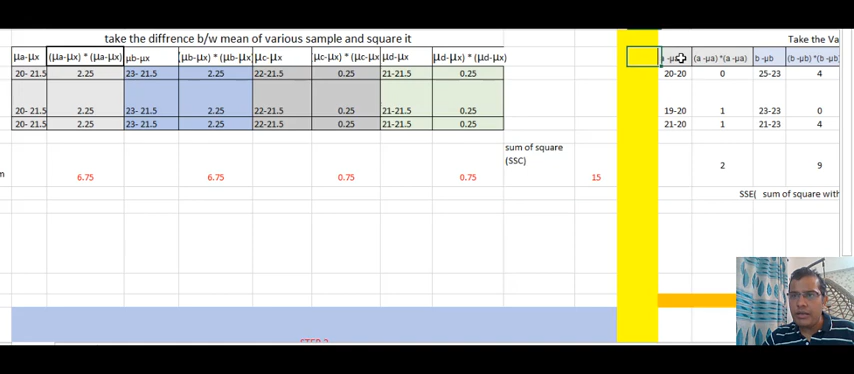 take the diffrence b/w mean of various sample and square it
Take the Va
μa-μx (μa-μx) * (μa-μx) μb-μx (μb-μx) * (μb-μx μc-μx (μc-μx) * (μc-μx μd-μx μd-μx) * (μd-μx)
a -μa (a -μa) *(a -μa) b -μb (b -μb) *(b -μb
20- 21.5 2.25 23- 21.5 2.25 22-21.5 0.25 21-21.5 0.25
20-20 0 25-23 4
20- 21.5 2.25 23- 21.5 2.25 22-21.5 0.25 21-21.5 0.25
19-20 1 23-23 0
20- 21.5 2.25 23- 21.5 2.25 22-21.5 0.25 21-21.5 0.25
21-20 1 21-23 4
sum of square
(SSC)
m 6.75 6.75 0.75 0.75 15
2 9
SSE( sum of square with